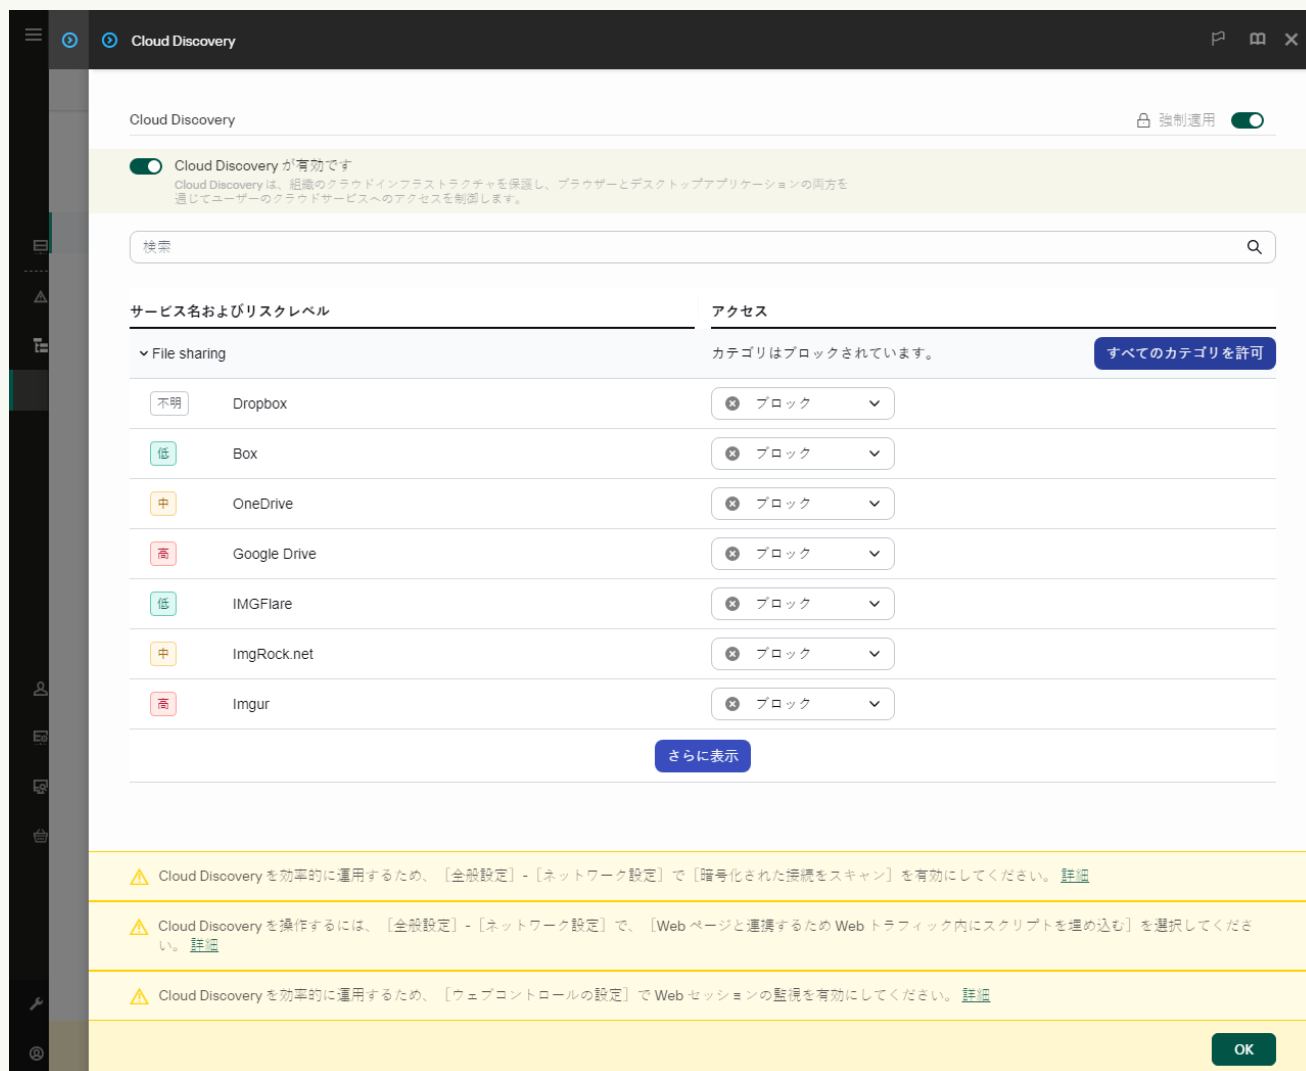 Cloud Discovery
Cloud Discovery
強制適用
Cloud Discovery が有効です
Cloud Discovery は、組織のクラウドインフラストラクチャを保護し、ブラウザーとデスクトップアプリケーションの両方を
通じてユーザーのクラウドサービスへのアクセスを制御します。
検索
サービス名およびリスクレベル アクセス
File sharing カテゴリはブロックされています。 すべてのカテゴリを許可
不明 Dropbox ブロック
低 Box ブロック
中 OneDrive ブロック
高 Google Drive ブロック
低 IMGFlare ブロック
中 ImgRock.net ブロック
高 Imgur ブロック
さらに表示
Cloud Discovery を効率的に運用するため、［全般設定］-［ネットワーク設定］で［暗号化された接続をスキャン］を有効にしてください。 詳細
Cloud Discovery を操作するには、［全般設定］-［ネットワーク設定］で、［Web ページと連携するため Web トラフィック内にスクリプトを埋め込む］を選択してくださ
い。 詳細
Cloud Discovery を効率的に運用するため、［ウェブコントロールの設定］で Web セッションの監視を有効にしてください。 詳細
OK